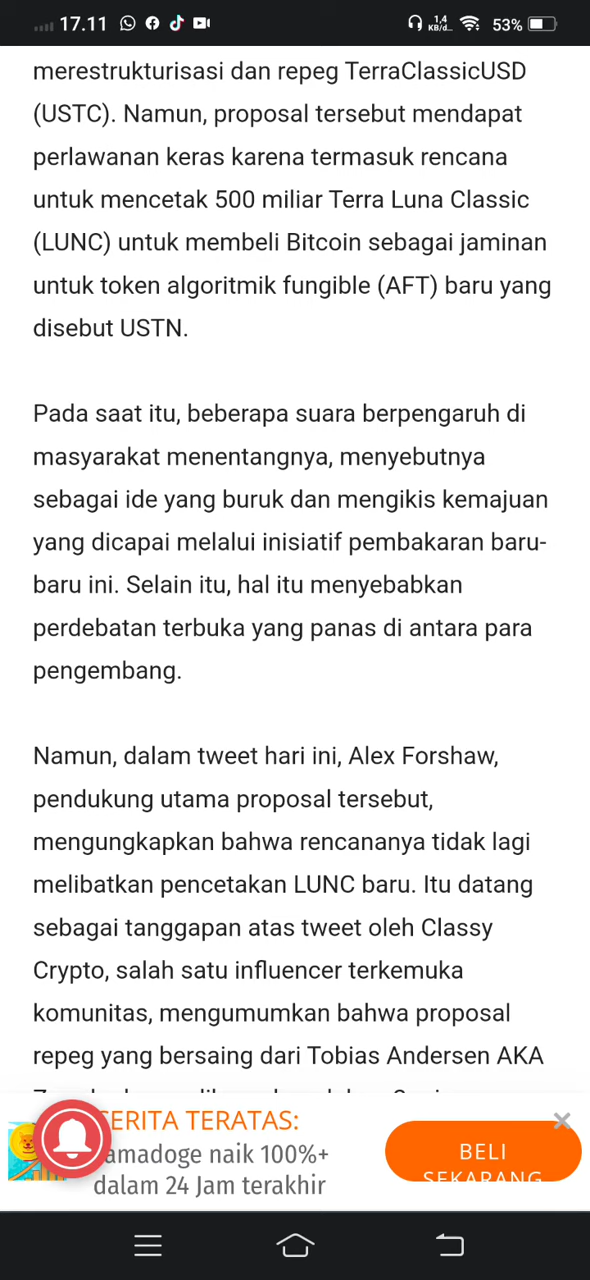 17.11 1,4 KB/d... 53%
merestrukturisasi dan repeg TerraClassicUSD
(USTC). Namun, proposal tersebut mendapat
perlawanan keras karena termasuk rencana
untuk mencetak 500 miliar Terra Luna Classic
(LUNC) untuk membeli Bitcoin sebagai jaminan
untuk token algoritmik fungible (AFT) baru yang
disebut USTN.
Pada saat itu, beberapa suara berpengaruh di
masyarakat menentangnya, menyebutnya
sebagai ide yang buruk dan mengikis kemajuan
yang dicapai melalui inisiatif pembakaran baru-
baru ini. Selain itu, hal itu menyebabkan
perdebatan terbuka yang panas di antara para
pengembang.
Namun, dalam tweet hari ini, Alex Forshaw,
pendukung utama proposal tersebut,
mengungkapkan bahwa rencananya tidak lagi
melibatkan pencetakan LUNC baru. Itu datang
sebagai tanggapan atas tweet oleh Classy
Crypto, salah satu influencer terkemuka
komunitas, mengumumkan bahwa proposal
repeg yang bersaing dari Tobias Andersen AKA
ERITA TERATAS:
amadoge naik 100%+
dalam 24 Jam terakhir
BELI
SEKARANG